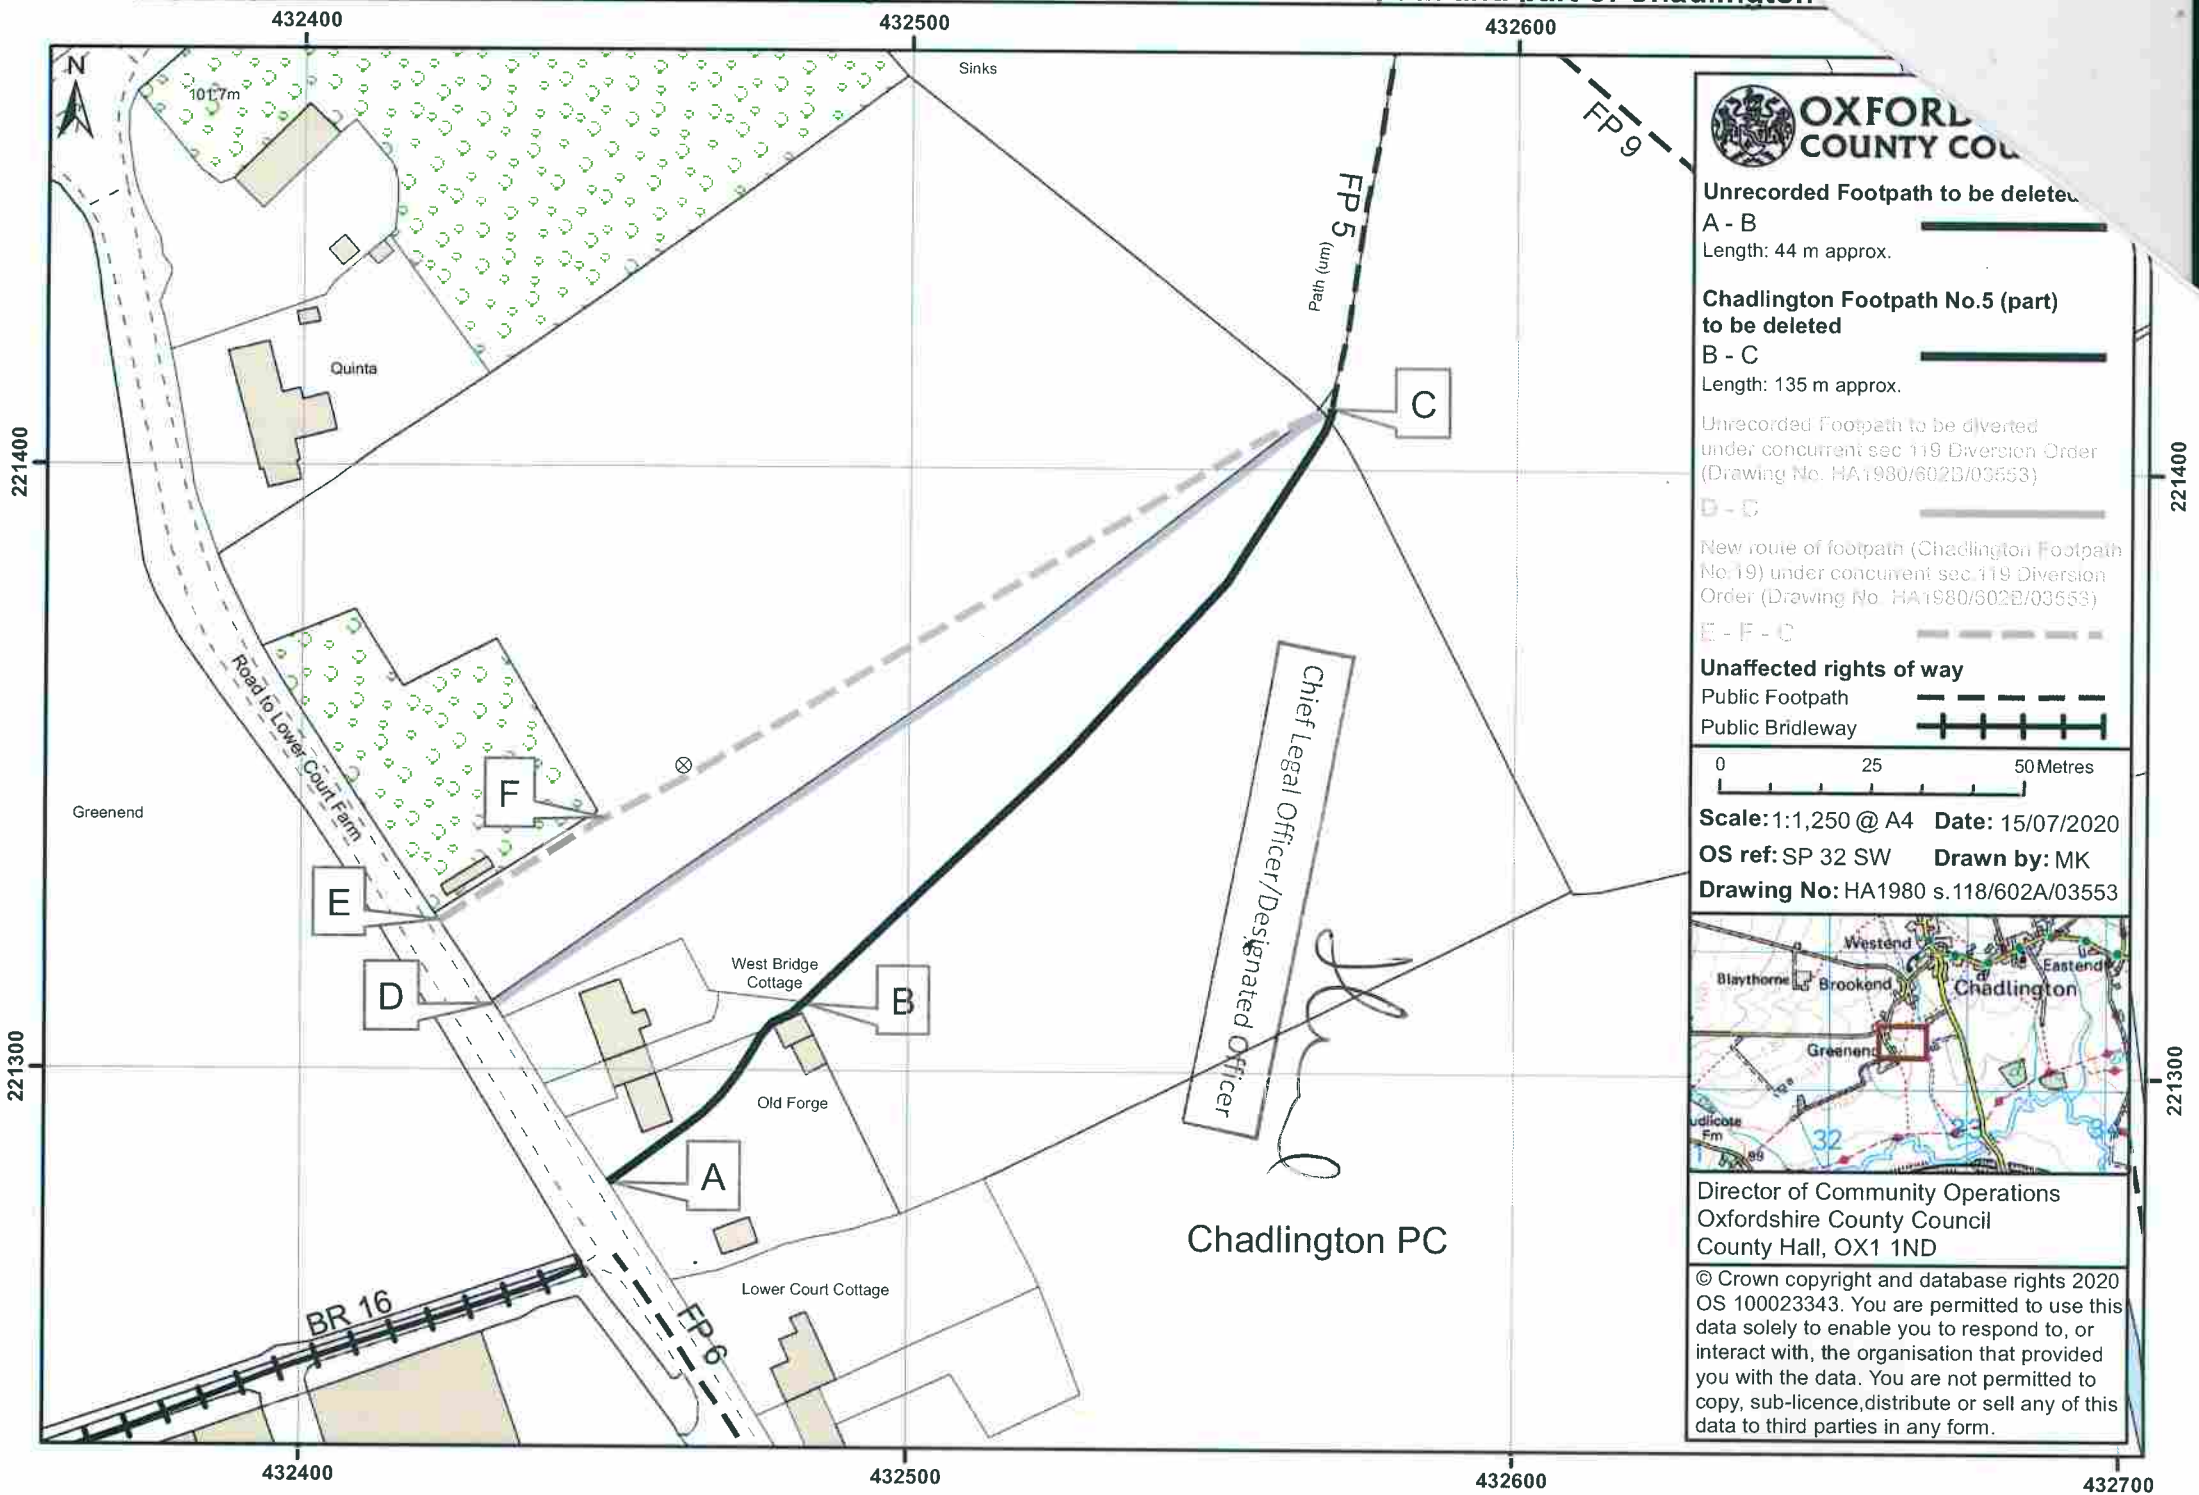 432400
432500
432600
N
101.7m
Sinks
Quinta
Path (um)
FP 5
FP 9
C
221400
221400
Road to Lower Court Farm
Greenend
F
E
D
West Bridge
Cottage
B
Old Forge
A
221300
221300
Chief Legal Officer/Designated Officer
Chadlington PC
Lower Court Cottage
BR 16
FP 6
432400
432500
432600
432700
COUNTY
Unrecorded Footpath to be
A - B
Length: 44 m approx.
Chadlington Footpath No.5 (part)
to be deleted
B - C
Length: 135 m approx.
Unrecorded Footpath to be diverted
under concurrent sec 119 Diversion Order
(Drawing No. HA1980/602B/03553)
D - C
New route of footpath (Chadlington Footpath
No.19) under concurrent sec.119 Diversion
Order (Drawing No. HA1980/602B/03553)
E - F - C
Unaffected rights of way
Public Footpath
Public Bridleway
0 25 50 Metres
Scale: 1:1,250 @ A4 Date: 15/07/2020
OS ref: SP 32 SW Drawn by: MK
Drawing No: HA1980 s.118/602A/03553
Westend
Eastend
Blaythorne
Brookend
Chadlington
Greenend
Fm
99
32
Director of Community Operations
Oxfordshire County Council
County Hall, OX1 1ND
© Crown copyright and database rights 2020
OS 100023343. You are permitted to use this
data solely to enable you to respond to, or
interact with, the organisation that provided
you with the data. You are not permitted to
copy, sub-licence,distribute or sell any of this
data to third parties in any form.